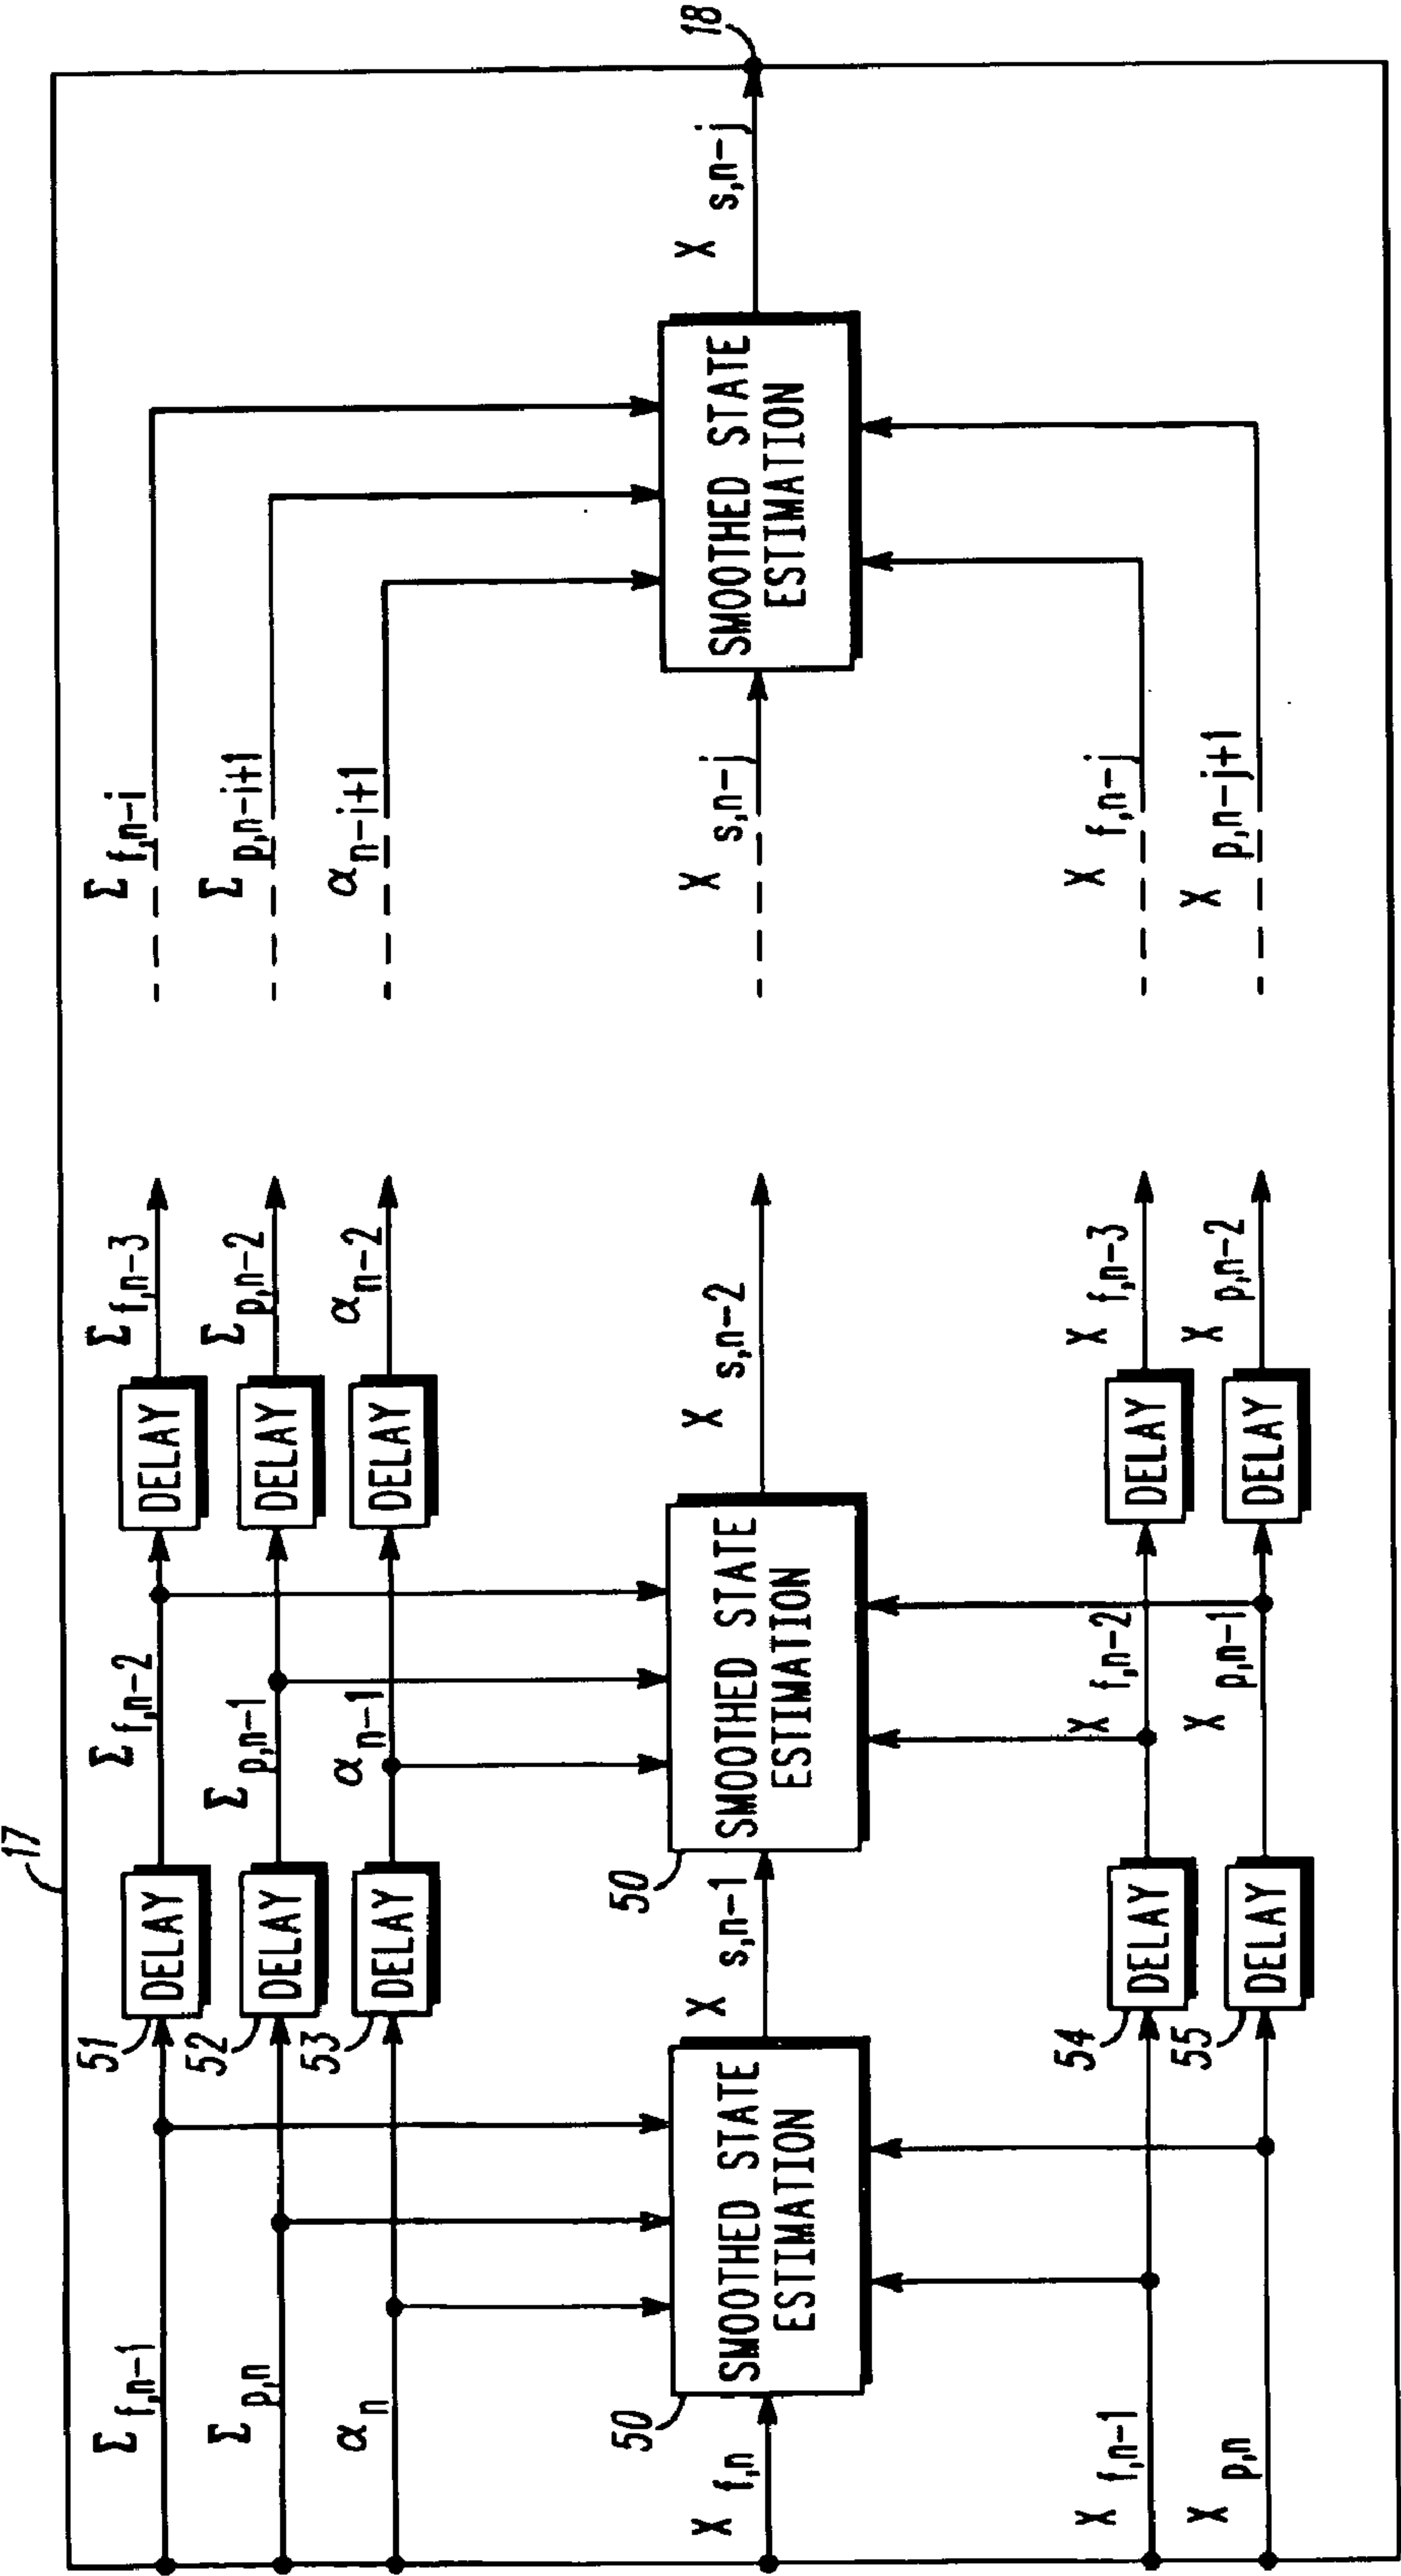 17
18
Σ f,n-1
51
DELAY
Σ f,n-2
DELAY
Σ f,n-3
Σ f,n-i
Σ p,n
52
DELAY
Σ p,n-1
DELAY
Σ p,n-2
Σ p,n-i+1
α n
53
DELAY
α n-1
DELAY
α n-2
α n-i+1
X f,n
50
SMOOTHED STATE
ESTIMATION
X s,n-1
50
SMOOTHED STATE
ESTIMATION
X s,n-2
X s,n-j
SMOOTHED STATE
ESTIMATION
X s,n-j
X f,n-1
54
DELAY
X f,n-2
DELAY
X f,n-3
X f,n-j
X p,n
55
DELAY
X p,n-1
DELAY
X p,n-2
X p,n-j+1